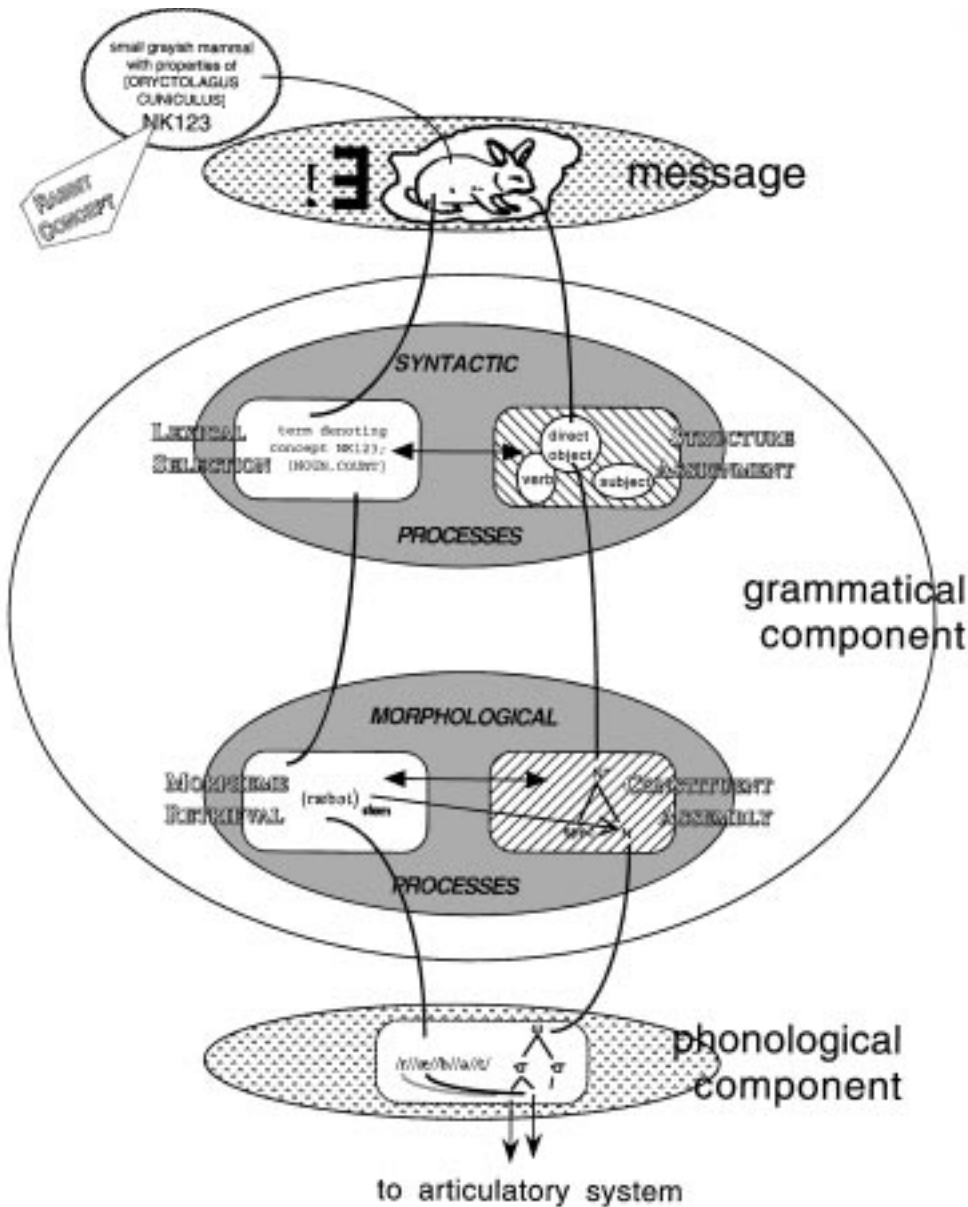 small grayish mammal
with properties of
[ORYCTOLAGUS
CUNICULUS]
NK123
RABBIT
CONCEPT
message
SYNTACTIC
LEXICAL
SELECTION
term denoting
concept NK123;
(NOUN.COUNT)
direct
object
verb
subject
STRUCTURE
ASSIGNMENT
PROCESSES
grammatical
component
MORPHOLOGICAL
MORPHEME
RETRIEVAL
stem
CONSTITUENT
ASSEMBLY
N
PROCESSES
phonological
component
σ σ
to articulatory system